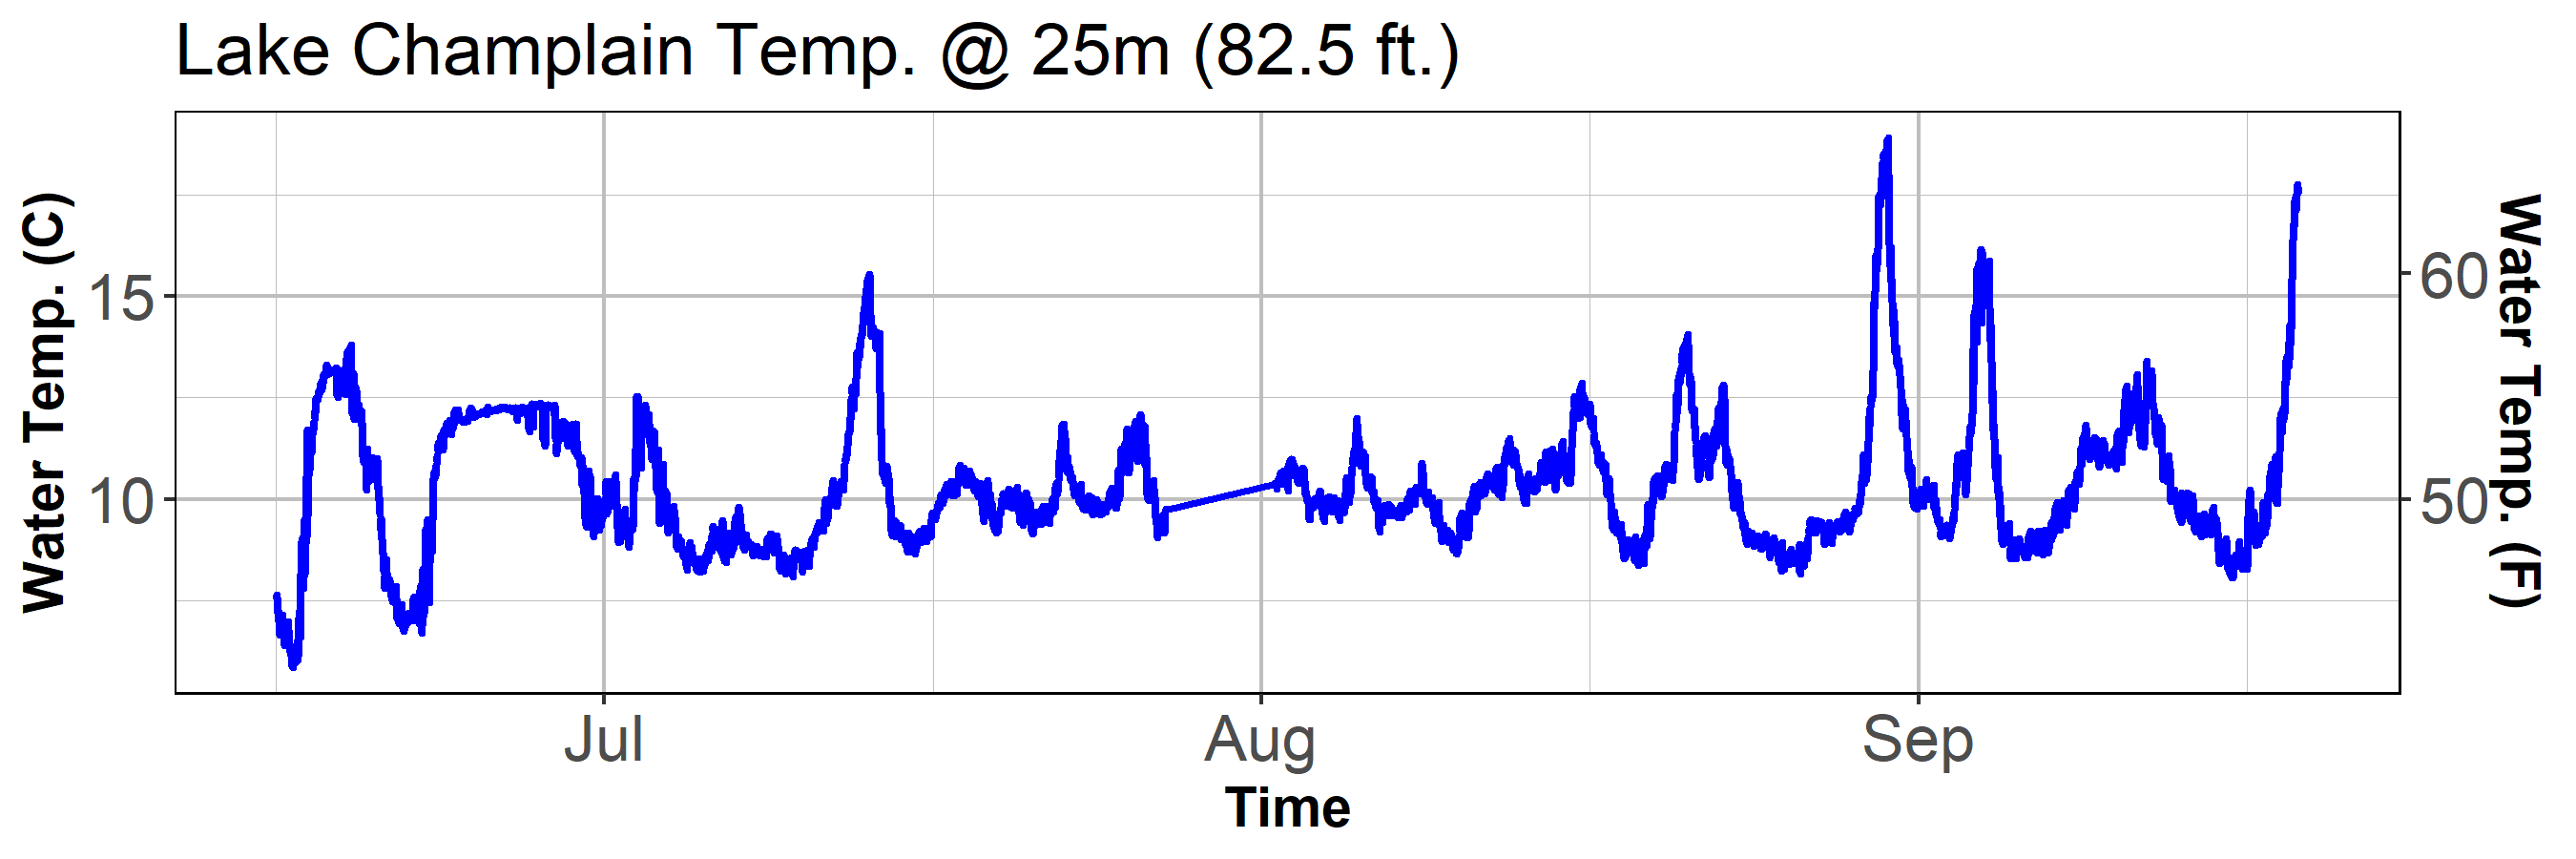 Lake Champlain Temp. @ 25m (82.5 ft.)
Water Temp. (C)
15
10
60
50
Water Temp. (F)
Jul
Aug
Sep
Time